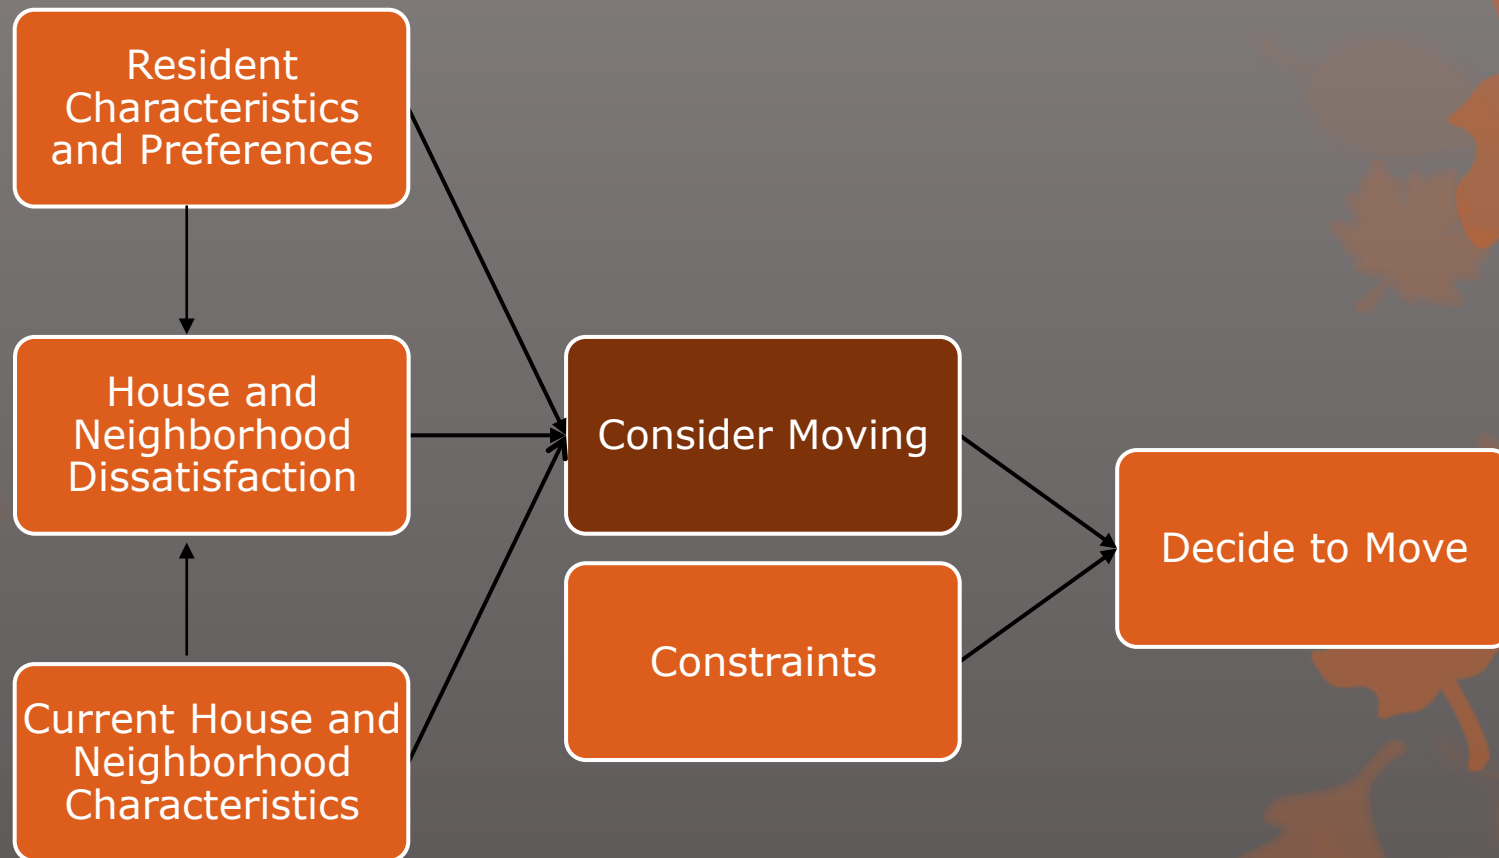 Resident
Characteristics
and Preferences
House and
Neighborhood
Dissatisfaction
Current House and
Neighborhood
Characteristics
Consider Moving
Constraints
Decide to Move